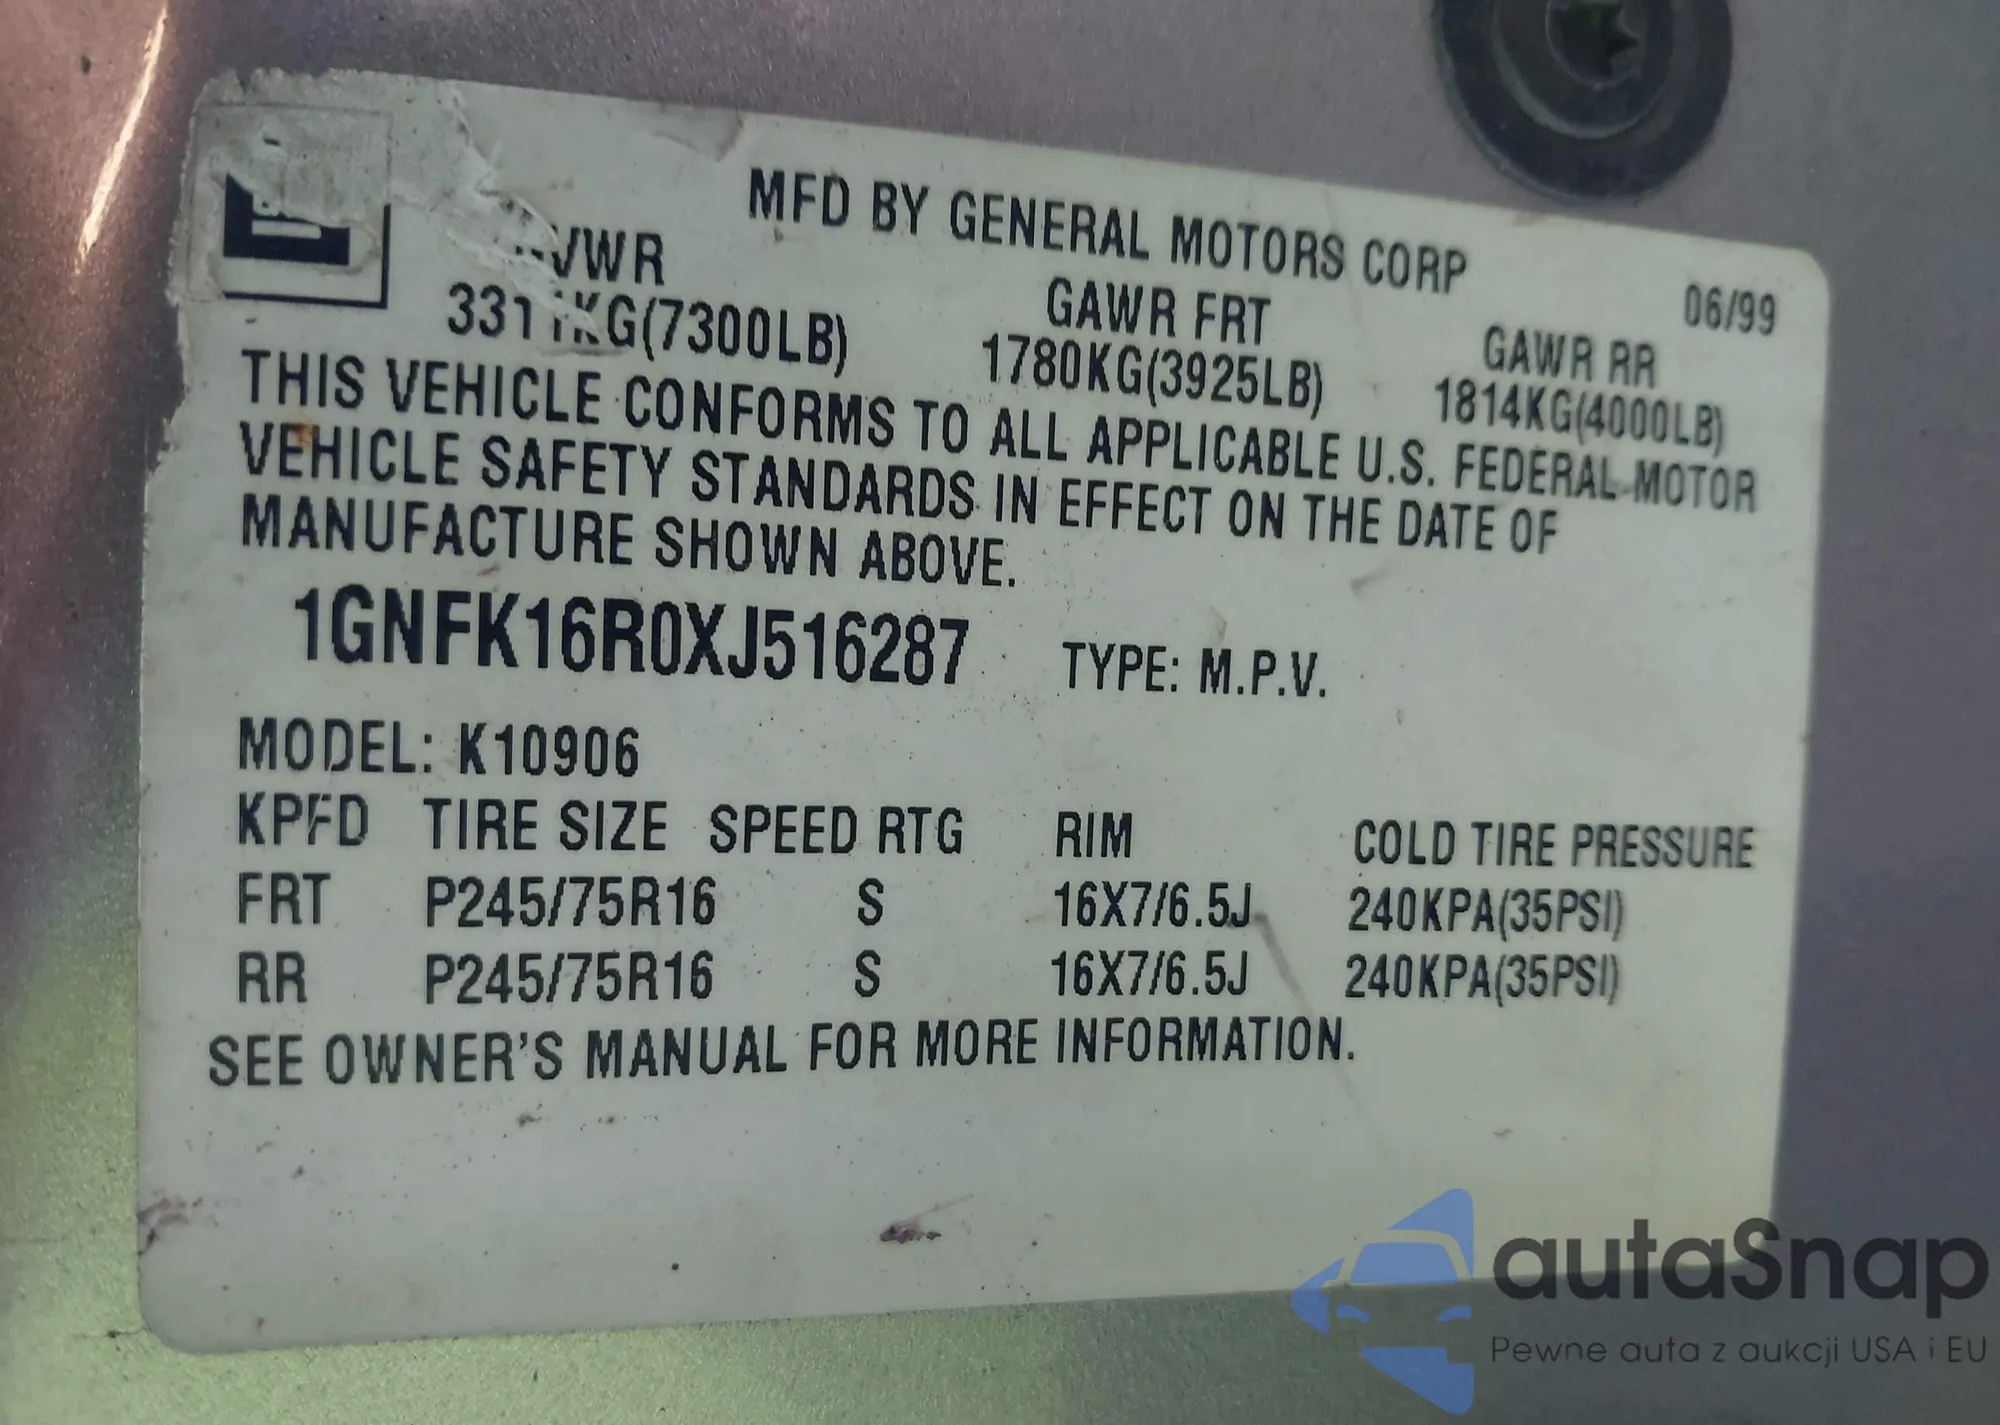 MFD BY GENERAL MOTORS CORP 06/99
GVWR GAWR FRT GAWR RR
3311KG(7300LB) 1780KG(3925LB) 1814KG(4000LB)
THIS VEHICLE CONFORMS TO ALL APPLICABLE U.S. FEDERAL MOTOR
VEHICLE SAFETY STANDARDS IN EFFECT ON THE DATE OF
MANUFACTURE SHOWN ABOVE.
1GNFK16R0XJ516287 TYPE: M.P.V.
MODEL: K10906
KPFD TIRE SIZE SPEED RTG RIM COLD TIRE PRESSURE
FRT P245/75R16 S 16X7/6.5J 240KPA(35PSI)
RR P245/75R16 S 16X7/6.5J 240KPA(35PSI)
SEE OWNER'S MANUAL FOR MORE INFORMATION.
autaSnap
Pewne auta z aukcji USA i EU